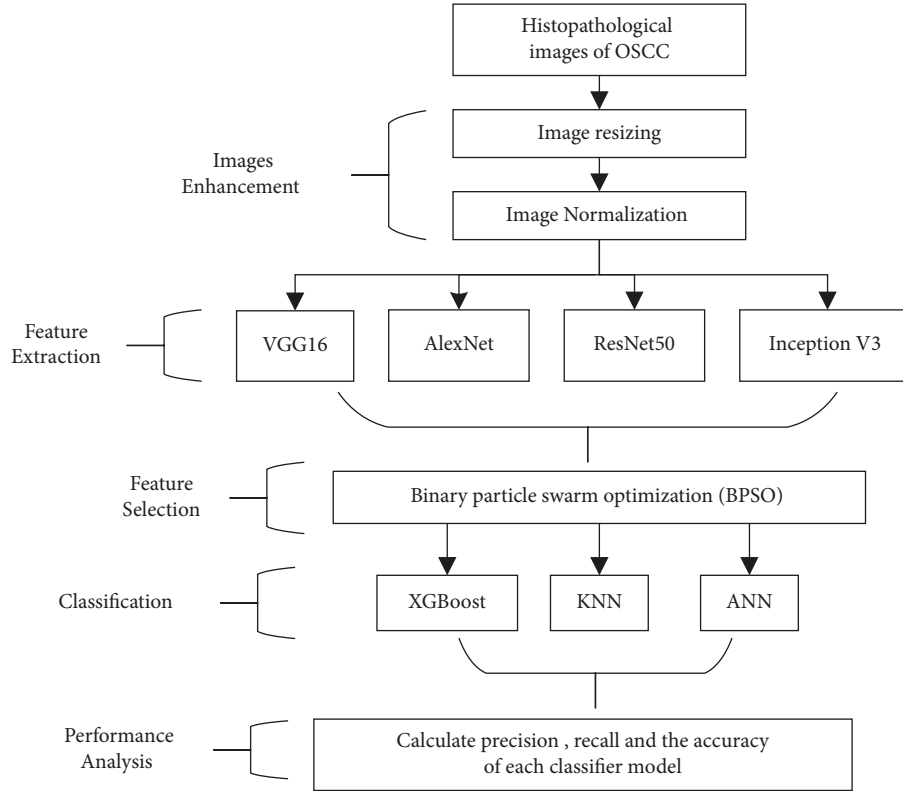 Histopathological
images of OSCC
Images
Enhancement
Image resizing
Image Normalization
Feature
Extraction
VGG16
AlexNet
ResNet50
Inception V3
Feature
Selection
Binary particle swarm optimization (BPSO)
Classification
XGBoost
KNN
ANN
Performance
Analysis
Calculate precision , recall and the accuracy
of each classifier model